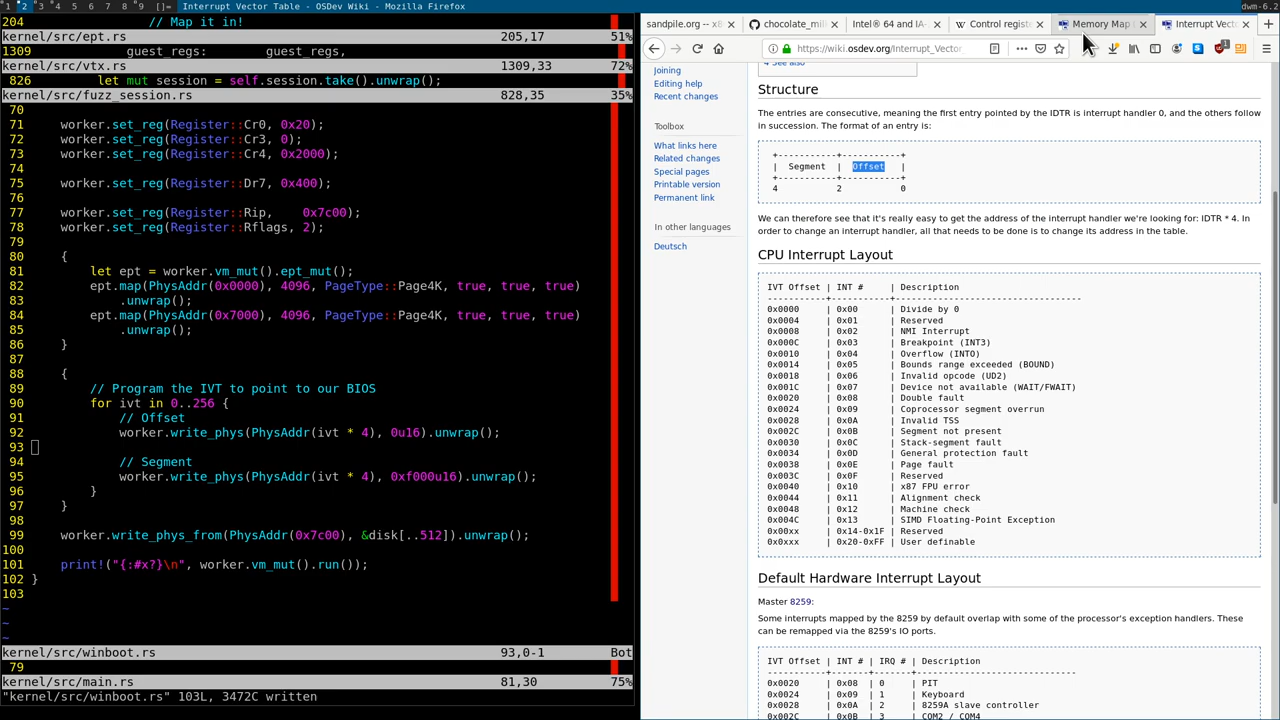 1 2 3 4 5 6 7 8 9 []= Interrupt Vector Table - OSDev Wiki - Mozilla Firefox dwm-6.2
204 // Map it in!
kernel/src/ept.rs 205,17 51%
1309 guest_regs: guest_regs,
kernel/src/vtx.rs 1309,33 72%
826 let mut session = self.session.take().unwrap();
kernel/src/fuzz_session.rs 828,35 35%
70
71 worker.set_reg(Register::Cr0, 0x20);
72 worker.set_reg(Register::Cr3, 0);
73 worker.set_reg(Register::Cr4, 0x2000);
74
75 worker.set_reg(Register::Dr7, 0x400);
76
77 worker.set_reg(Register::Rip, 0x7c00);
78 worker.set_reg(Register::Rflags, 2);
79
80 {
81 let ept = worker.vm_mut().ept_mut();
82 ept.map(PhysAddr(0x0000), 4096, PageType::Page4K, true, true, true)
83 .unwrap();
84 ept.map(PhysAddr(0x7000), 4096, PageType::Page4K, true, true, true)
85 .unwrap();
86 }
87
88 {
89 // Program the IVT to point to our BIOS
90 for ivt in 0..256 {
91 // Offset
92 worker.write_phys(PhysAddr(ivt * 4), 0u16).unwrap();
93
94 // Segment
95 worker.write_phys(PhysAddr(ivt * 4), 0xf000u16).unwrap();
96 }
97 }
98
99 worker.write_phys_from(PhysAddr(0x7c00), &disk[..512]).unwrap();
100
101 print!("{:#x?}\n", worker.vm_mut().run());
102 }
103
~
~
~
kernel/src/winboot.rs 93,0-1 Bot
79
kernel/src/main.rs 81,30 75%
"kernel/src/winboot.rs" 103L, 3472C written
sandpile.org -- x8 chocolate_mil Intel® 64 and IA- Control registe Memory Map ( Interrupt Vecto
https://wiki.osdev.org/Interrupt_Vector
Joining
Editing help
Recent changes
Toolbox
What links here
Related changes
Special pages
Printable version
Permanent link
In other languages
Deutsch
4 See also
Structure
The entries are consecutive, meaning the first entry pointed by the IDTR is interrupt handler 0, and the others follow
in succession. The format of an entry is:
+-----------+-----------+
| Segment | Offset |
+-----------+-----------+
4 2 0
We can therefore see that it's really easy to get the address of the interrupt handler we're looking for: IDTR * 4. In
order to change an interrupt handler, all that needs to be done is to change its address in the table.
CPU Interrupt Layout
IVT Offset | INT # | Description
-----------+-----------+-----------------------------------
0x0000 | 0x00 | Divide by 0
0x0004 | 0x01 | Reserved
0x0008 | 0x02 | NMI Interrupt
0x000C | 0x03 | Breakpoint (INT3)
0x0010 | 0x04 | Overflow (INTO)
0x0014 | 0x05 | Bounds range exceeded (BOUND)
0x0018 | 0x06 | Invalid opcode (UD2)
0x001C | 0x07 | Device not available (WAIT/FWAIT)
0x0020 | 0x08 | Double fault
0x0024 | 0x09 | Coprocessor segment overrun
0x0028 | 0x0A | Invalid TSS
0x002C | 0x0B | Segment not present
0x0030 | 0x0C | Stack-segment fault
0x0034 | 0x0D | General protection fault
0x0038 | 0x0E | Page fault
0x003C | 0x0F | Reserved
0x0040 | 0x10 | x87 FPU error
0x0044 | 0x11 | Alignment check
0x0048 | 0x12 | Machine check
0x004C | 0x13 | SIMD Floating-Point Exception
0x00xx | 0x14-0x1F | Reserved
0x0xxx | 0x20-0xFF | User definable
Default Hardware Interrupt Layout
Master 8259:
Some interrupts mapped by the 8259 by default overlap with some of the processor's exception handlers. These
can be remapped via the 8259's IO ports.
IVT Offset | INT # | IRQ # | Description
-----------+-------+-------+------------------------------
0x0020 | 0x08 | 0 | PIT
0x0024 | 0x09 | 1 | Keyboard
0x0028 | 0x0A | 2 | 8259A slave controller
0x002C | 0x0B | 3 | COM2 / COM4